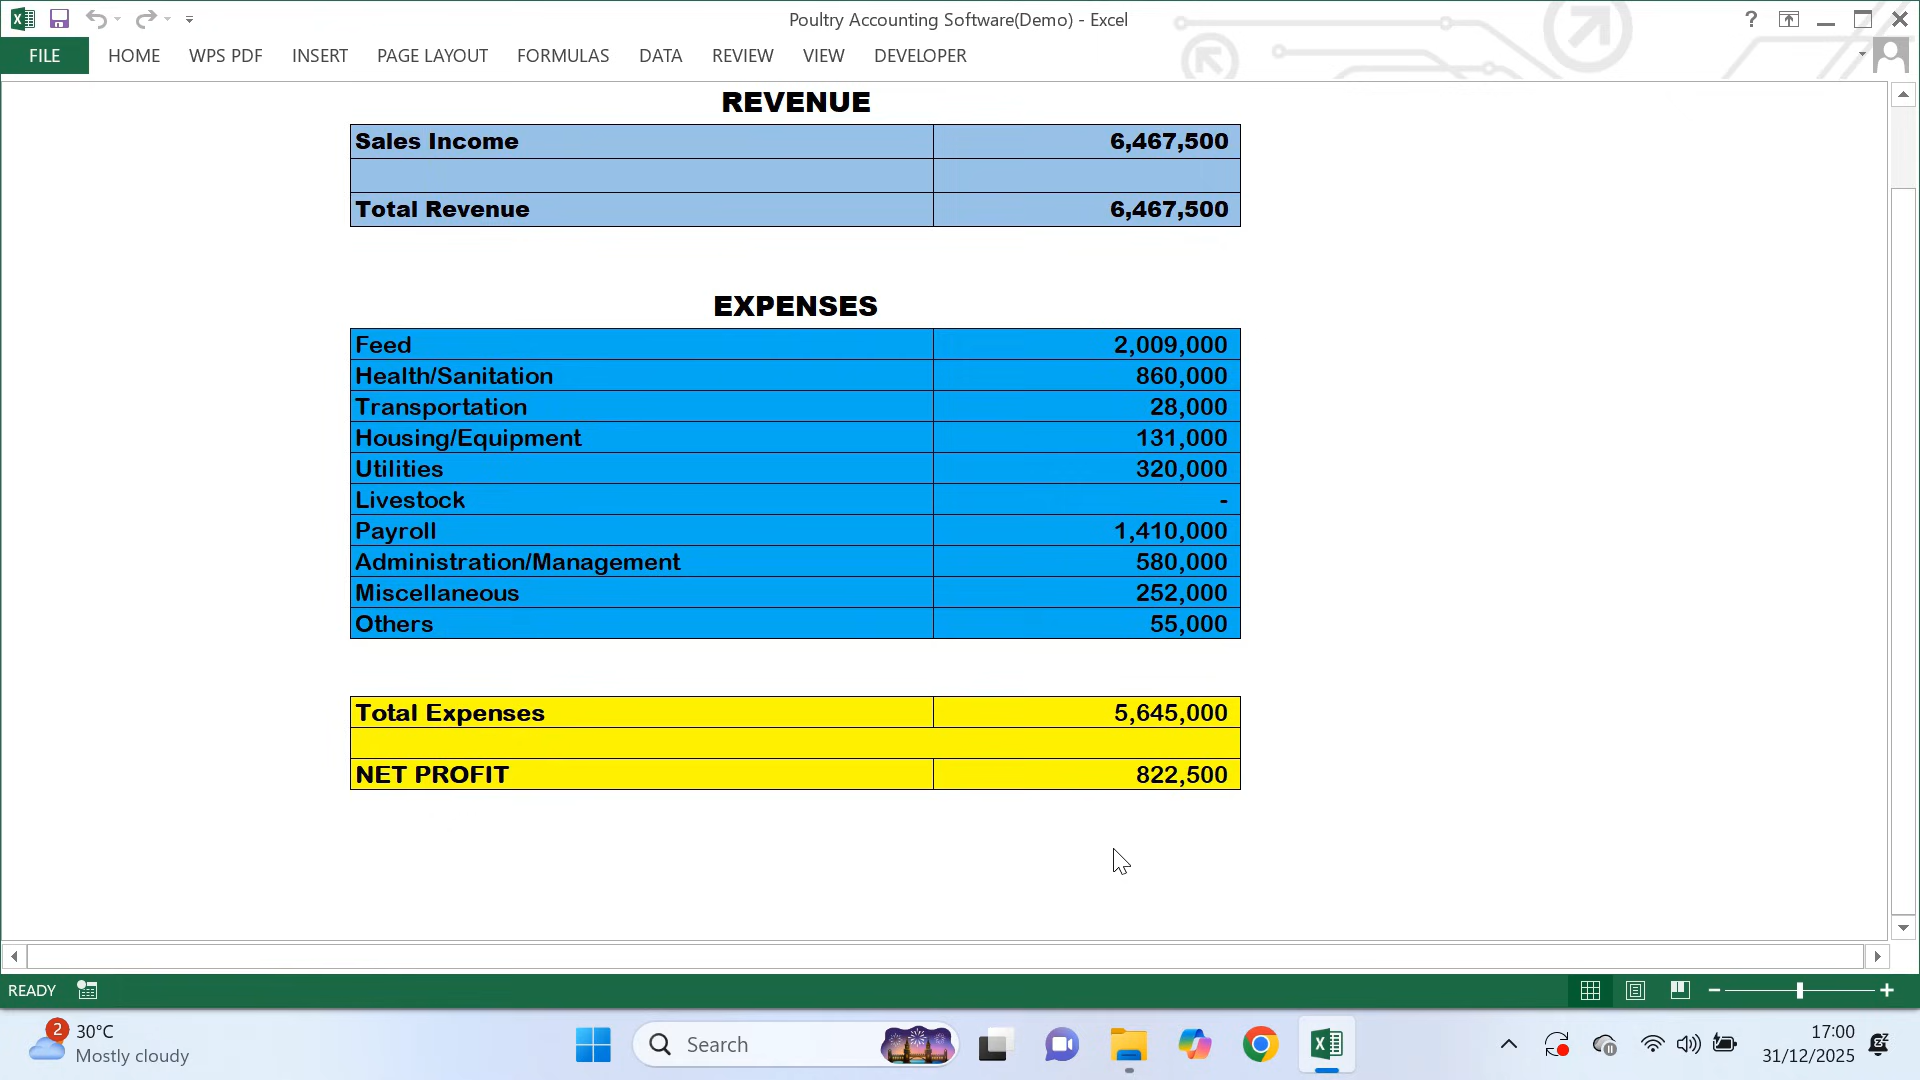 Poultry Accounting Software(Demo) - Excel
?
FILE HOME WPS PDF INSERT PAGE LAYOUT FORMULAS DATA REVIEW VIEW DEVELOPER
REVENUE
Sales Income 6,467,500
Total Revenue 6,467,500
EXPENSES
Feed 2,009,000
Health/Sanitation 860,000
Transportation 28,000
Housing/Equipment 131,000
Utilities 320,000
Livestock -
Payroll 1,410,000
Administration/Management 580,000
Miscellaneous 252,000
Others 55,000
Total Expenses 5,645,000
NET PROFIT 822,500
READY
2 30°C
Mostly cloudy
Search
17:00
31/12/2025